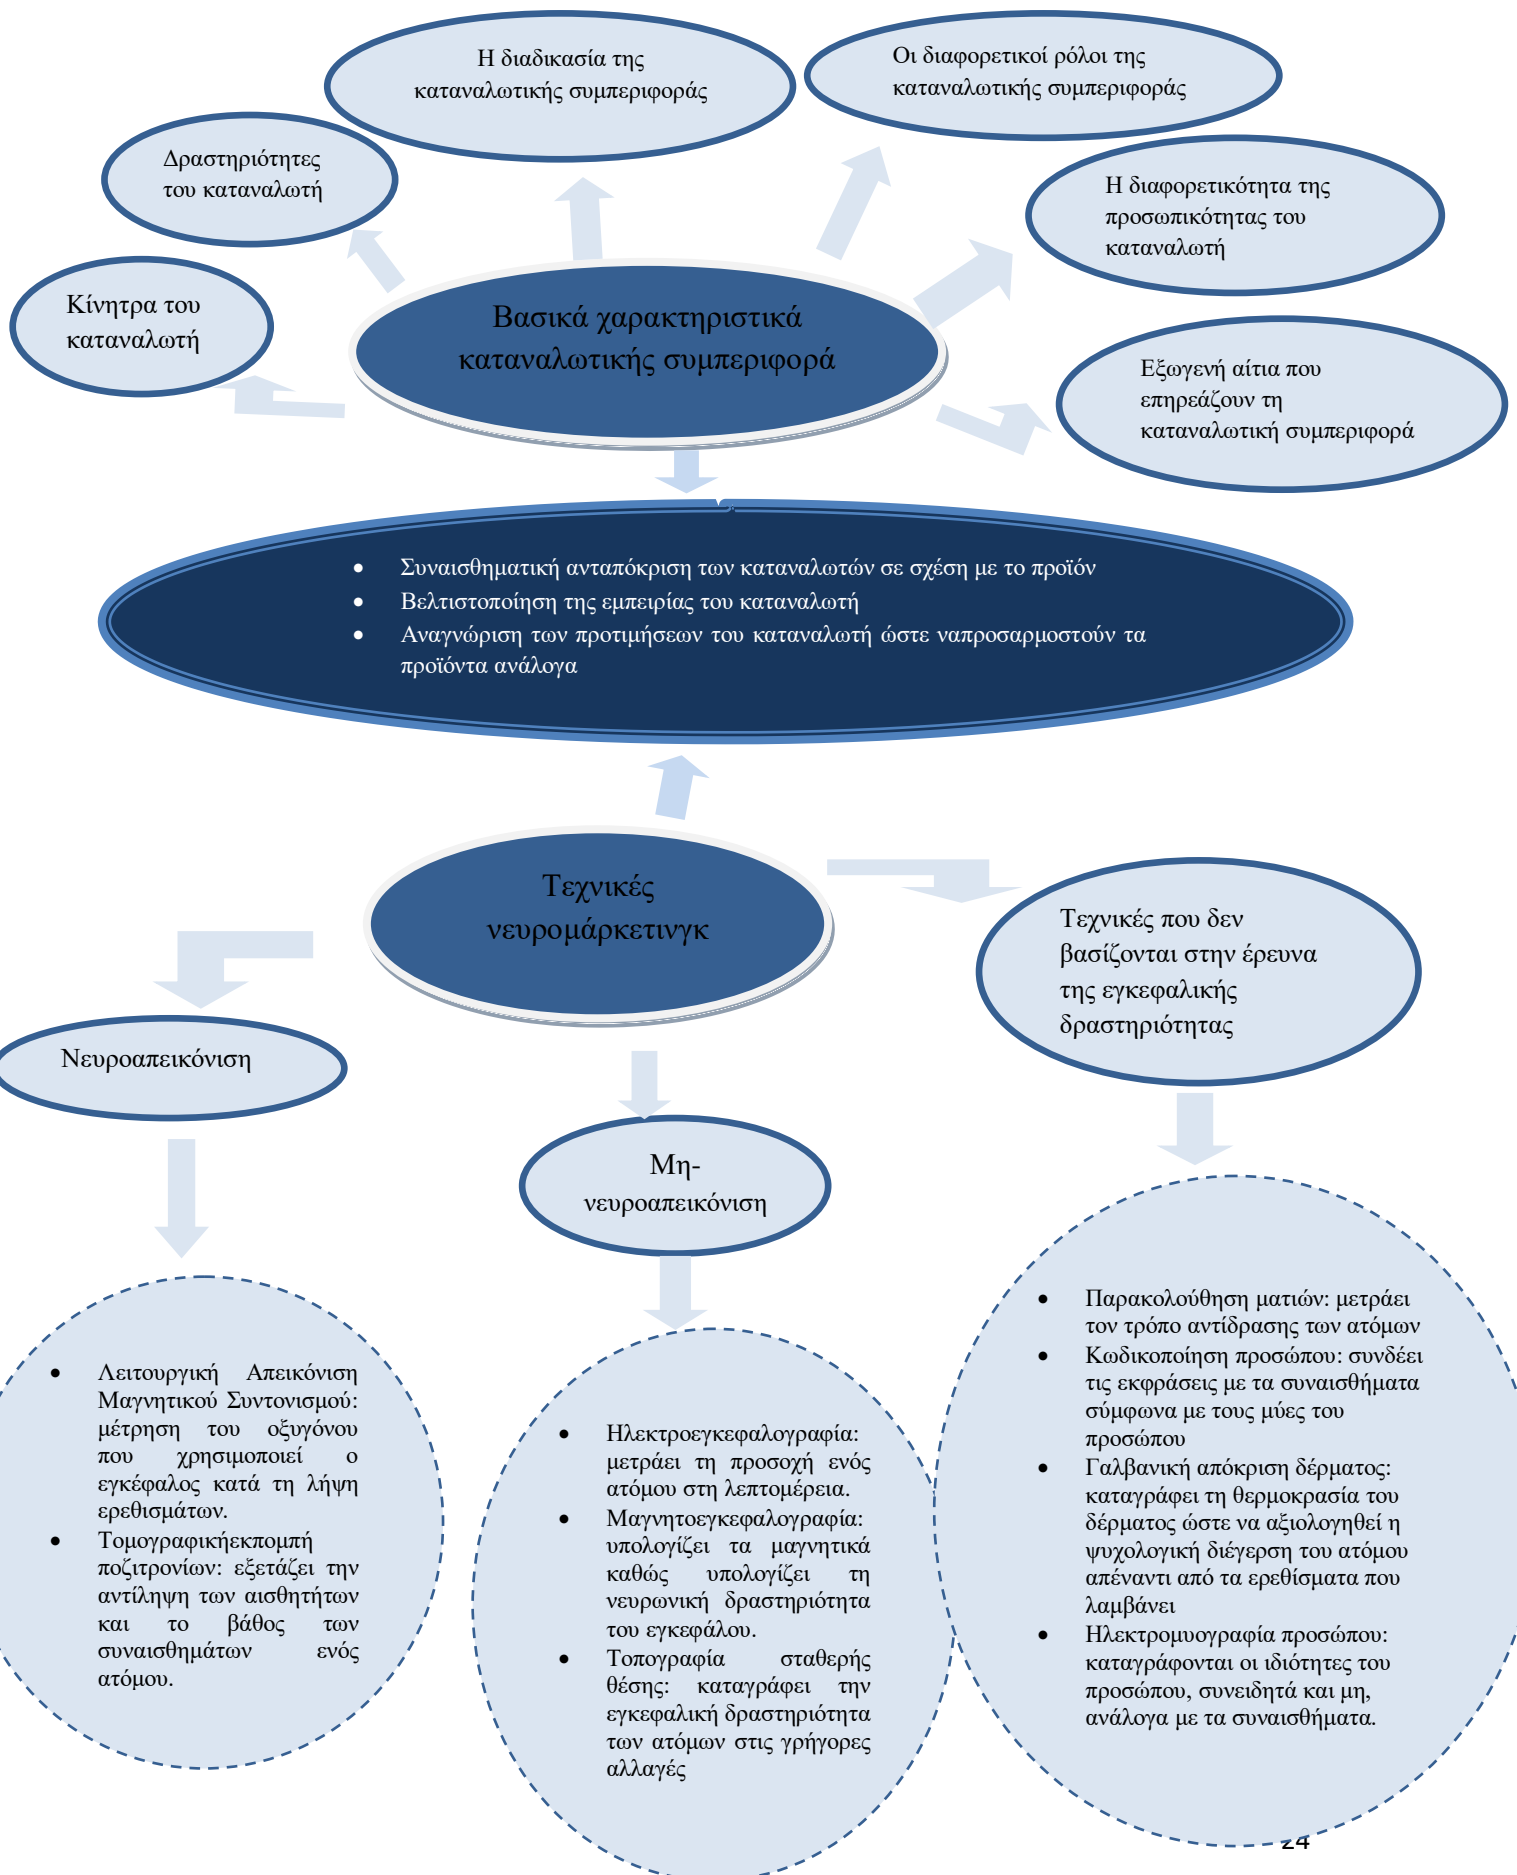 Η διαδικασία της
καταναλωτικής συμπεριφοράς
Οι διαφορετικοί ρόλοι της
καταναλωτικής συμπεριφοράς
Δραστηριότητες
του καταναλωτή
Η διαφορετικότητα της
προσωπικότητας του
καταναλωτή
Κίνητρα του
καταναλωτή
Βασικά χαρακτηριστικά
καταναλωτικής συμπεριφορά
Εξωγενή αίτια που
επηρεάζουν τη
καταναλωτική συμπεριφορά
• Συναισθηματική ανταπόκριση των καταναλωτών σε σχέση με το προϊόν
• Βελτιστοποίηση της εμπειρίας του καταναλωτή
• Αναγνώριση των προτιμήσεων του καταναλωτή ώστε ναπροσαρμοστούν τα
προϊόντα ανάλογα
Τεχνικές
νευρομάρκετινγκ
Τεχνικές που δεν
βασίζονται στην έρευνα
της εγκεφαλικής
δραστηριότητας
Νευροαπεικόνιση
Μη-
νευροαπεικόνιση
• Λειτουργική Απεικόνιση
Μαγνητικού Συντονισμού:
μέτρηση του οξυγόνου
που χρησιμοποιεί ο
εγκέφαλος κατά τη λήψη
ερεθισμάτων.
• Τομογραφικήεκπομπή
ποζιτρονίων: εξετάζει την
αντίληψη των αισθητήτων
και το βάθος των
συναισθημάτων ενός
ατόμου.
• Ηλεκτροεγκεφαλογραφία:
μετράει τη προσοχή ενός
ατόμου στη λεπτομέρεια.
• Μαγνητοεγκεφαλογραφία:
υπολογίζει τα μαγνητικά
καθώς υπολογίζει τη
νευρωνική δραστηριότητα
του εγκεφάλου.
• Τοπογραφία σταθερής
θέσης: καταγράφει την
εγκεφαλική δραστηριότητα
των ατόμων στις γρήγορες
αλλαγές
• Παρακολούθηση ματιών: μετράει
τον τρόπο αντίδρασης των ατόμων
• Κωδικοποίηση προσώπου: συνδέει
τις εκφράσεις με τα συναισθήματα
σύμφωνα με τους μύες του
προσώπου
• Γαλβανική απόκριση δέρματος:
καταγράφει τη θερμοκρασία του
δέρματος ώστε να αξιολογηθεί η
ψυχολογική διέγερση του ατόμου
απέναντι από τα ερεθίσματα που
λαμβάνει
• Ηλεκτρομυογραφία προσώπου:
καταγράφονται οι ιδιότητες του
προσώπου, συνειδητά και μη,
ανάλογα με τα συναισθήματα.
24